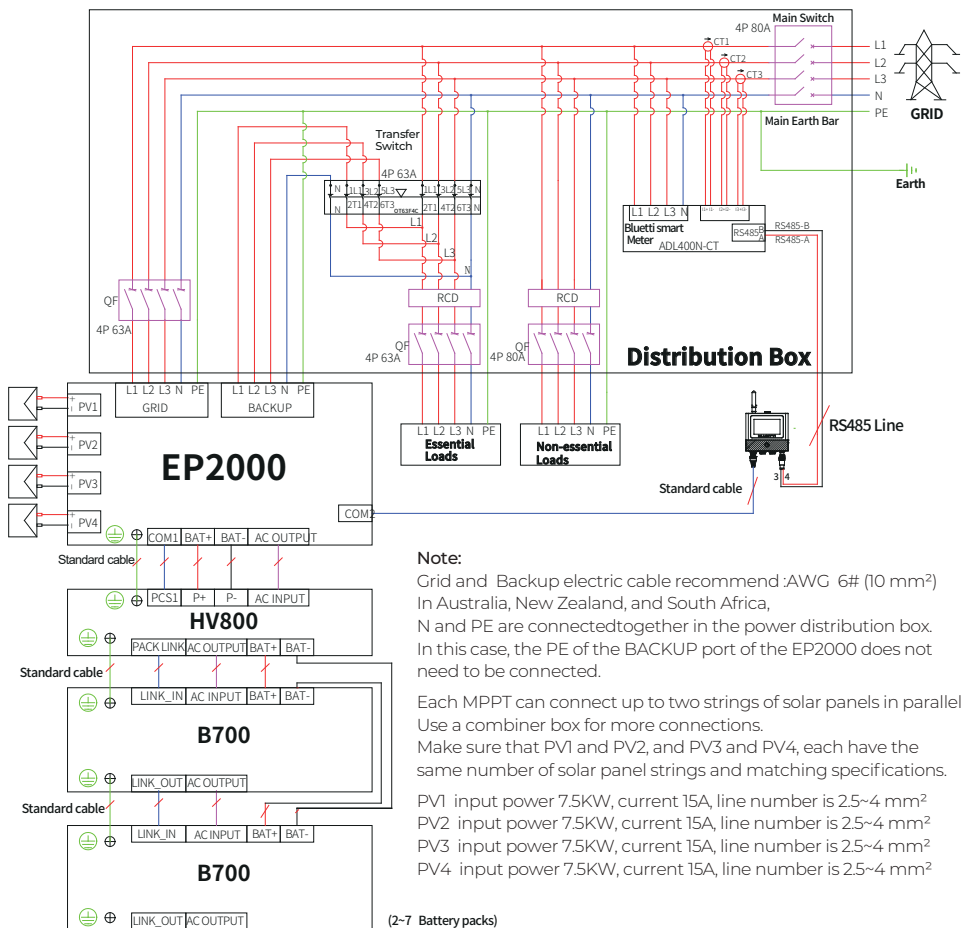 Main Switch
4P 80A
CT1
CT2
CT3
L1
L2
L3
N
PE
GRID
Main Earth Bar
Earth
Transfer
Switch
4P 63A
N 1L1 3L2 5L3 1L1 3L2 5L3 N
N 2T1 4T2 6T3 OT63F4C 2T1 4T2 6T3 N
L1
L2
L3
N
L1 L2 L3 N
Bluetti smart
Meter
ADL400N-CT
RS485
B
A
RS485-B
RS485-A
QF
4P 63A
RCD
QF
4P 63A
RCD
QF
4P 80A
Distribution Box
L1 L2 L3 N PE
GRID
L1 L2 L3 N PE
BACKUP
L1 L2 L3 N PE
Essential
Loads
L1 L2 L3 N PE
Non-essential
Loads
+
-
PV1
+
-
PV2
+
-
PV3
+
-
PV4
EP2000
COM2
Standard cable
3 4
RS485 Line
COM1 BAT+ BAT- AC OUTPUT
Standard cable
PCS1 P+ P- AC INPUT
HV800
PACK LINK AC OUTPUT BAT+ BAT-
Standard cable
LINK_IN AC INPUT BAT+ BAT-
B700
LINK_OUT AC OUTPUT
Standard cable
LINK_IN AC INPUT BAT+ BAT-
B700
LINK_OUT AC OUTPUT
(2~7 Battery packs)
Note:
Grid and Backup electric cable recommend :AWG 6# (10 mm²)
In Australia, New Zealand, and South Africa,
N and PE are connectedtogether in the power distribution box.
In this case, the PE of the BACKUP port of the EP2000 does not
need to be connected.
Each MPPT can connect up to two strings of solar panels in parallel
Use a combiner box for more connections.
Make sure that PV1 and PV2, and PV3 and PV4, each have the
same number of solar panel strings and matching specifications.
PV1 input power 7.5KW, current 15A, line number is 2.5~4 mm²
PV2 input power 7.5KW, current 15A, line number is 2.5~4 mm²
PV3 input power 7.5KW, current 15A, line number is 2.5~4 mm²
PV4 input power 7.5KW, current 15A, line number is 2.5~4 mm²